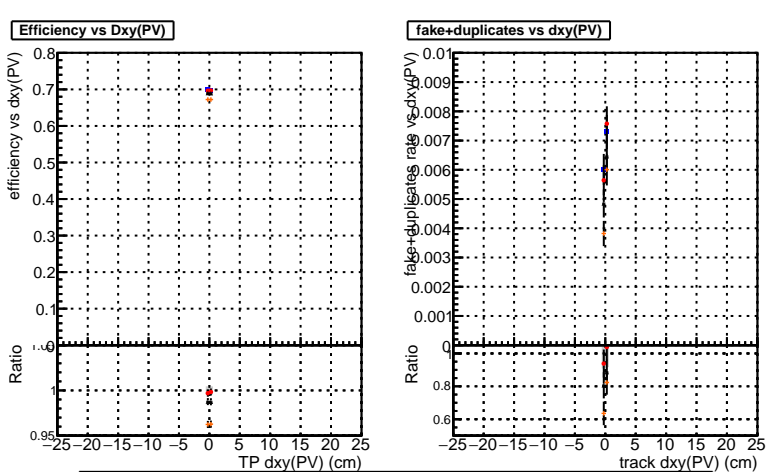 Efficiency vs Dxy(PV)
efficiency vs dxy(PV)
0.8
0.7
0.6
0.5
0.4
0.3
0.2
0.1
0
Ratio
1
0.95
−25 −20 −15 −10 −5 0 5 10 15 20 25
TP dxy(PV) (cm)
fake+duplicates vs dxy(PV)
fake+duplicates rate vs dxy(PV)
0.01
0.009
0.008
0.007
0.006
0.005
0.004
0.003
0.002
0.001
0
Ratio
1
0.8
0.6
−25 −20 −15 −10 −5 0 5 10 15 20 25
track dxy(PV) (cm)